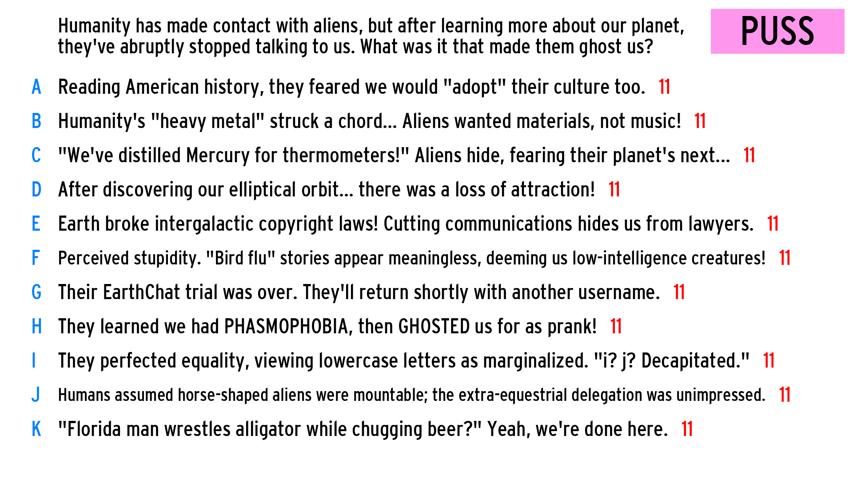 Humanity has made contact with aliens, but after learning more about our planet,
they've abruptly stopped talking to us. What was it that made them ghost us?
PUSS
A Reading American history, they feared we would "adopt" their culture too. 11
B Humanity's "heavy metal" struck a chord... Aliens wanted materials, not music! 11
C "We've distilled Mercury for thermometers!" Aliens hide, fearing their planet's next... 11
D After discovering our elliptical orbit... there was a loss of attraction! 11
E Earth broke intergalactic copyright laws! Cutting communications hides us from lawyers. 11
F Perceived stupidity. "Bird flu" stories appear meaningless, deeming us low-intelligence creatures! 11
G Their EarthChat trial was over. They'll return shortly with another username. 11
H They learned we had PHASMOPHOBIA, then GHOSTED us for as prank! 11
I They perfected equality, viewing lowercase letters as marginalized. "i? j? Decapitated." 11
J Humans assumed horse-shaped aliens were mountable; the extra-equestrial delegation was unimpressed. 11
K "Florida man wrestles alligator while chugging beer?" Yeah, we're done here. 11